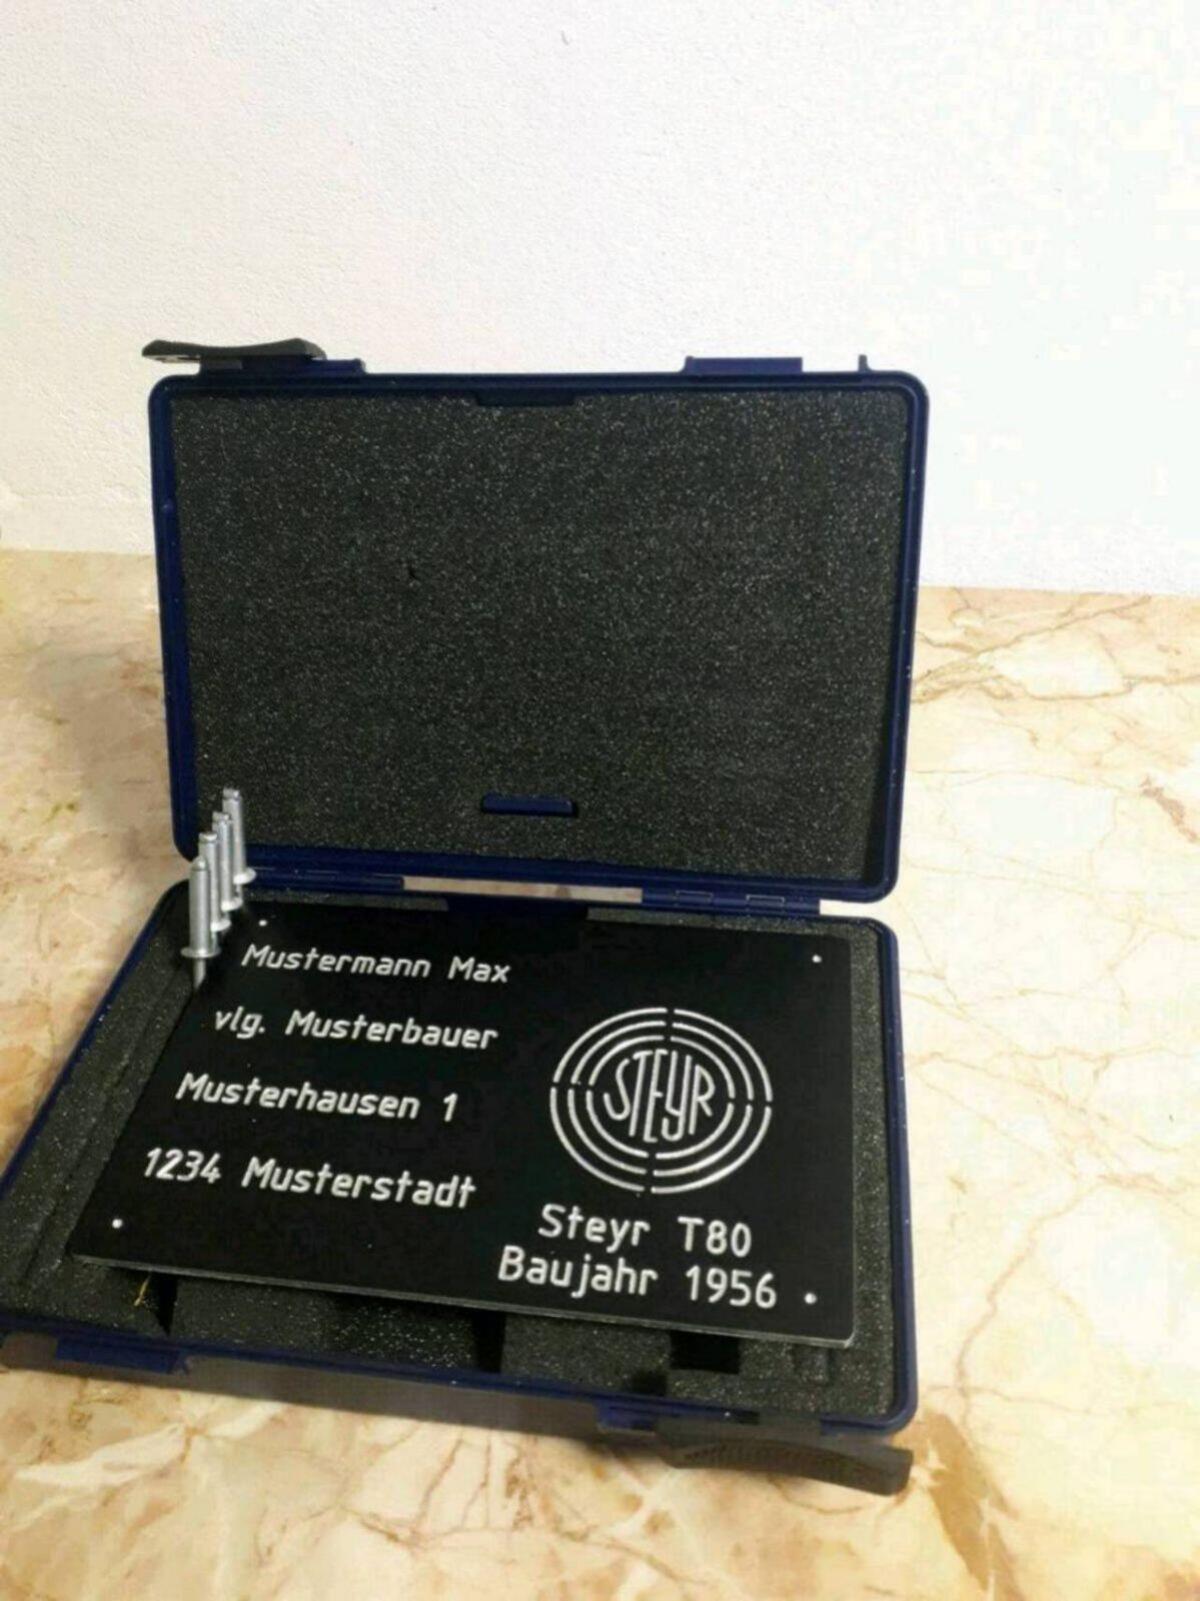 Mustermann Max
vlg. Musterbauer
Musterhausen 1
1234 Musterstadt
STEYR
Steyr T80
Baujahr 1956